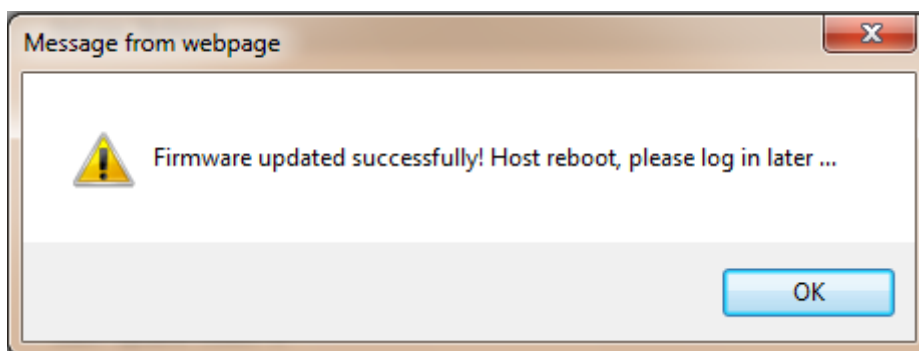 Message from webpage
Firmware updated successfully! Host reboot, please log in later ...
OK